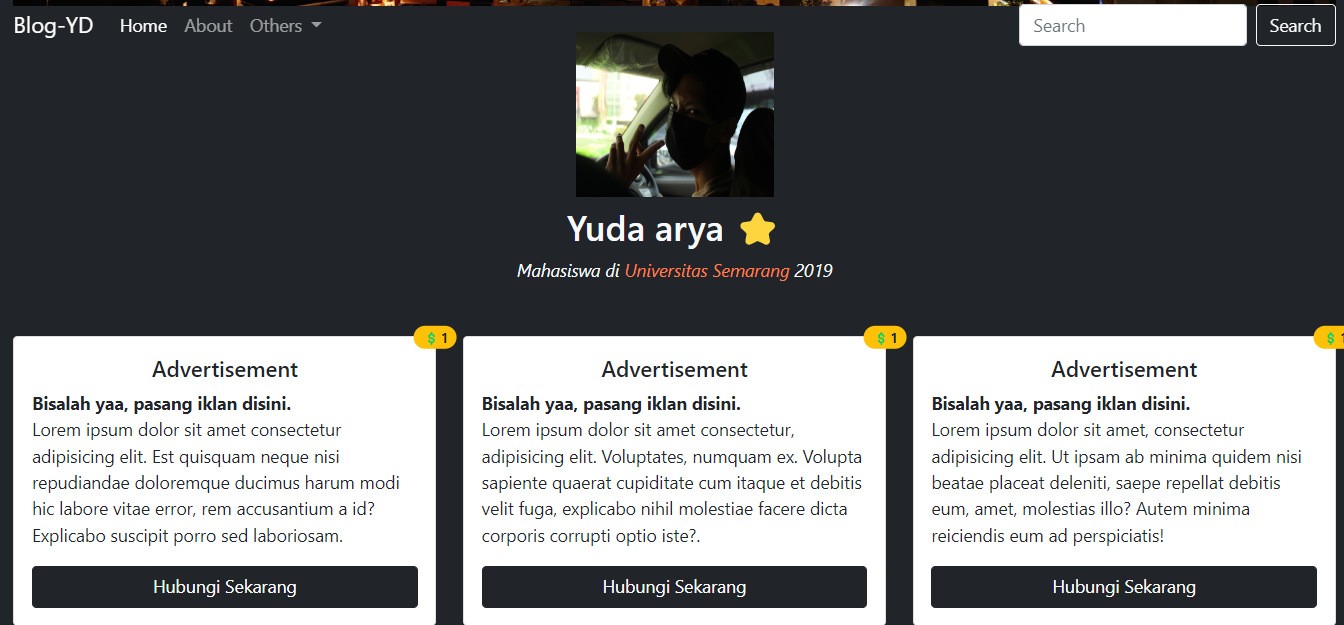 Blog-YD Home About Others Search Search
Yuda arya
Mahasiswa di Universitas Semarang 2019
$ 1
Advertisement
Bisalah yaa, pasang iklan disini.
Lorem ipsum dolor sit amet consectetur
adipisicing elit. Est quisquam neque nisi
repudiandae doloremque ducimus harum modi
hic labore vitae error, rem accusantium a id?
Explicabo suscipit porro sed laboriosam.
Hubungi Sekarang
$ 1
Advertisement
Bisalah yaa, pasang iklan disini.
Lorem ipsum dolor sit amet consectetur,
adipisicing elit. Voluptates, numquam ex. Volupta
sapiente quaerat cupiditate cum itaque et debitis
velit fuga, explicabo nihil molestiae facere dicta
corporis corrupti optio iste?.
Hubungi Sekarang
$ 1
Advertisement
Bisalah yaa, pasang iklan disini.
Lorem ipsum dolor sit amet, consectetur
adipisicing elit. Ut ipsam ab minima quidem nisi
beatae placeat deleniti, saepe repellat debitis
eum, amet, molestias illo? Autem minima
reiciendis eum ad perspiciatis!
Hubungi Sekarang